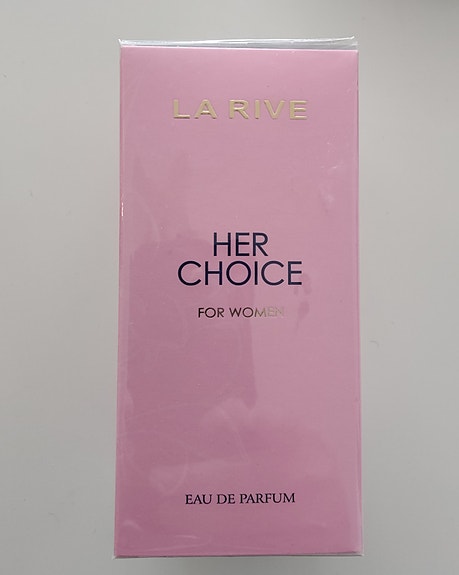 LA RIVE
HER
CHOICE
FOR WOMEN
EAU DE PARFUM